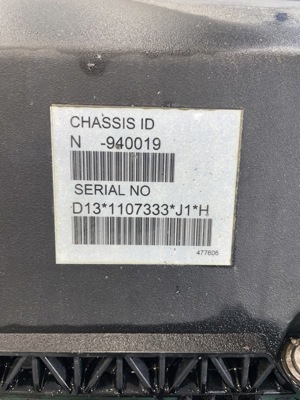 CHASSIS ID
N -940019
SERIAL NO
D13*1107333*J1*H
477606